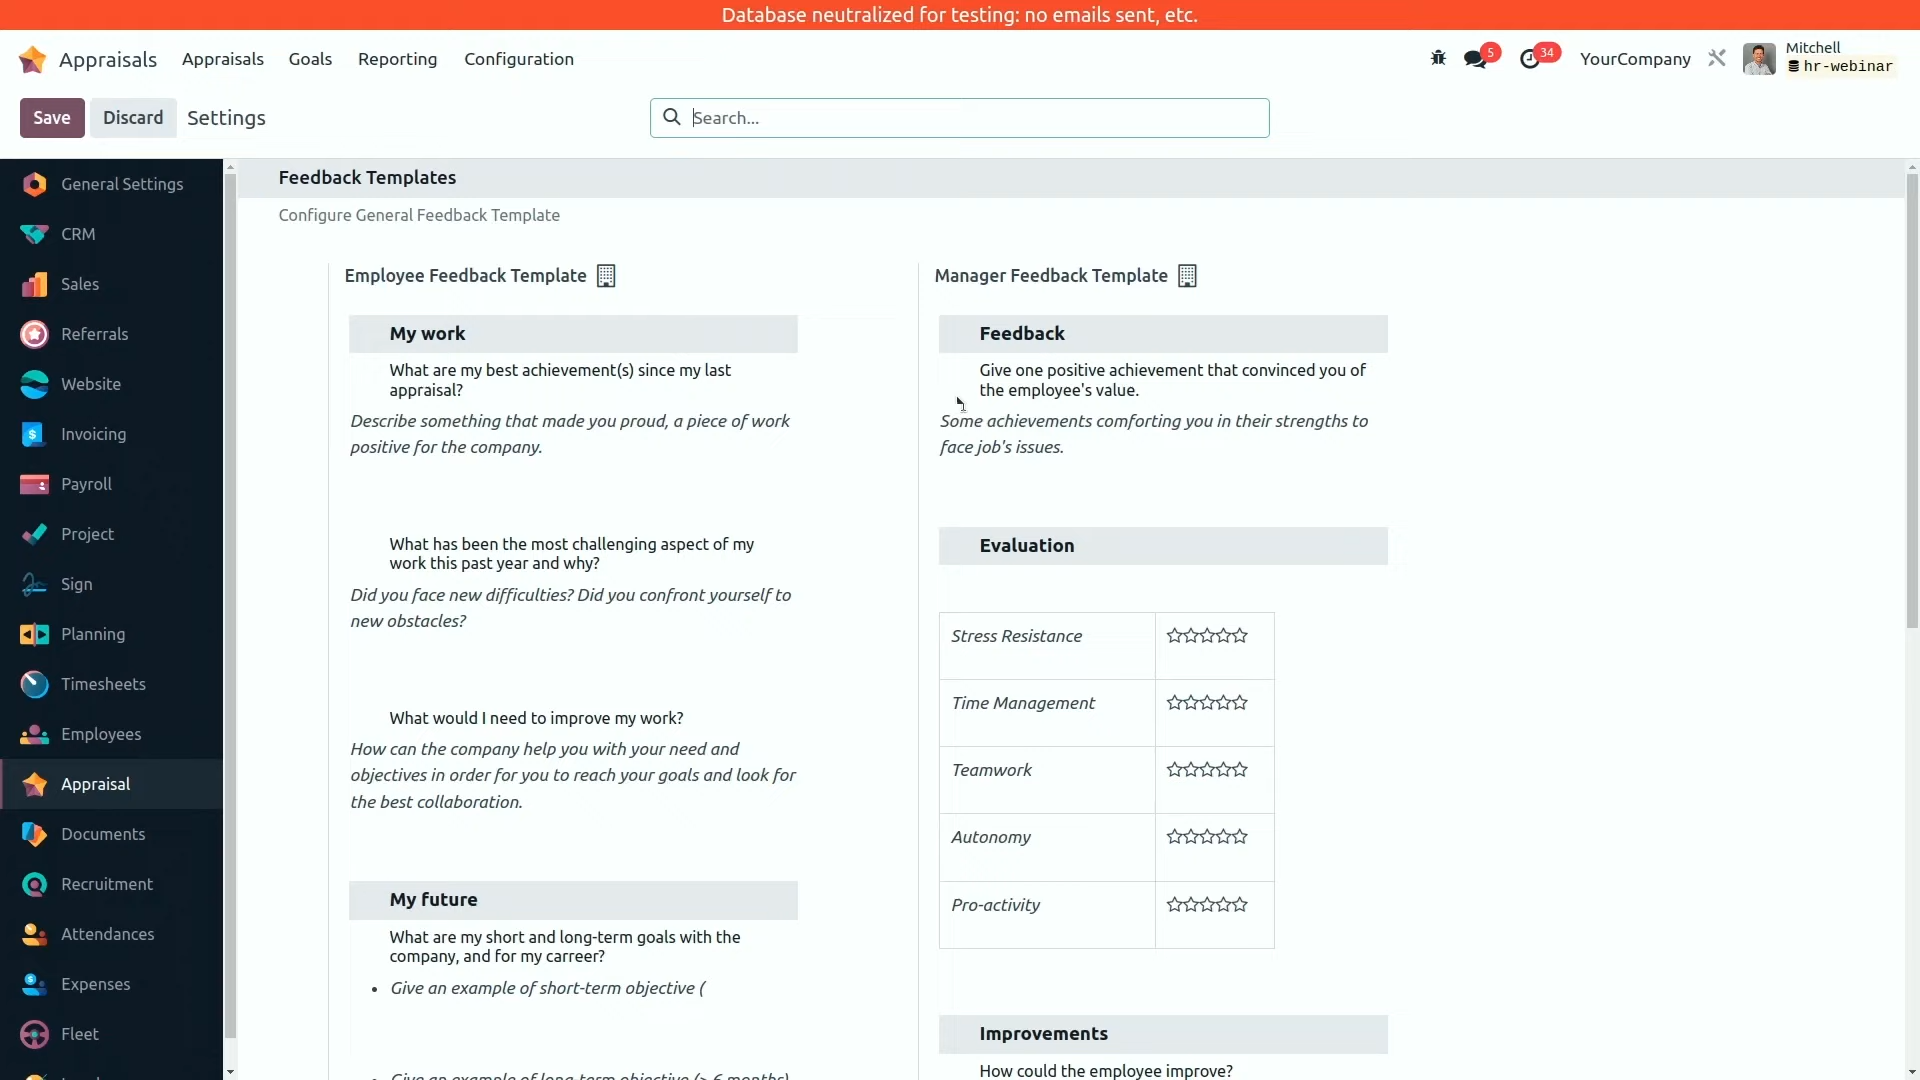 Database neutralized for testing: no emails sent, etc.
Appraisals Appraisals Goals Reporting Configuration 5 34 YourCompany Mitchell
hr-webinar
Save Discard Settings Search...
General Settings
CRM
Sales
Referrals
Website
Invoicing
Payroll
Project
Sign
Planning
Timesheets
Employees
Appraisal
Documents
Recruitment
Attendances
Expenses
Fleet
Feedback Templates
Configure General Feedback Template
Employee Feedback Template
My work
What are my best achievement(s) since my last
appraisal?
Describe something that made you proud, a piece of work
positive for the company.
What has been the most challenging aspect of my
work this past year and why?
Did you face new difficulties? Did you confront yourself to
new obstacles?
What would I need to improve my work?
How can the company help you with your need and
objectives in order for you to reach your goals and look for
the best collaboration.
My future
What are my short and long-term goals with the
company, and for my carreer?
Give an example of short-term objective (
Give an example of long-term objective (> 6 months)
Manager Feedback Template
Feedback
Give one positive achievement that convinced you of
the employee's value.
Some achievements comforting you in their strengths to
face job's issues.
Evaluation
Stress Resistance
Time Management
Teamwork
Autonomy
Pro-activity
Improvements
How could the employee improve?